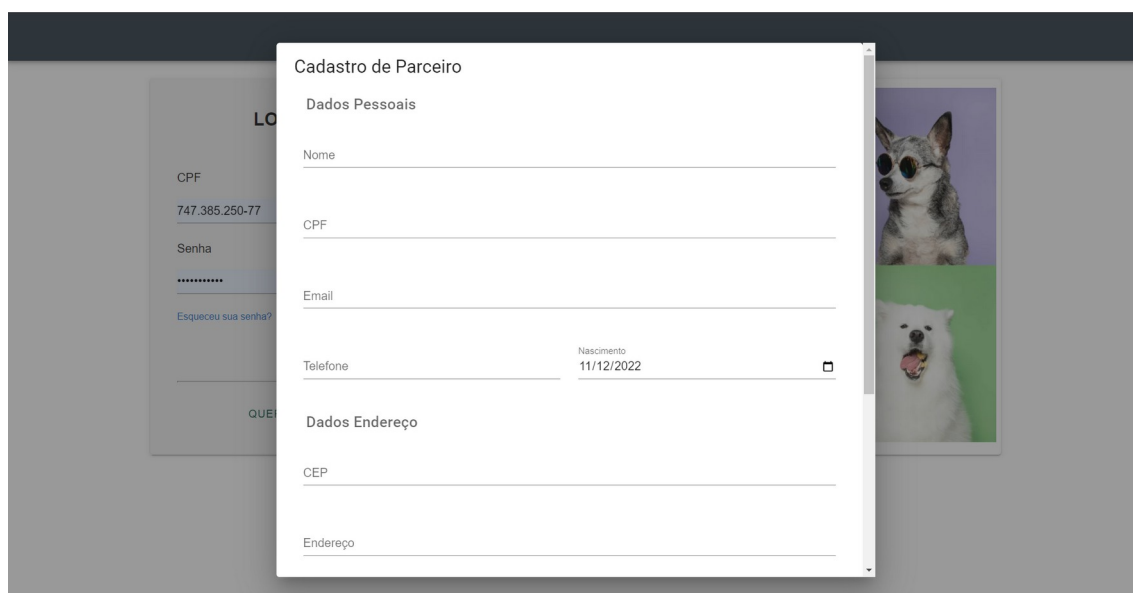 Cadastro de Parceiro
Dados Pessoais
LO
Nome
CPF
747.385.250-77
CPF
Senha
•••••••••••
Email
Esqueceu sua senha?
Telefone
Nascimento
11/12/2022
QUE
Dados Endereço
CEP
Endereço